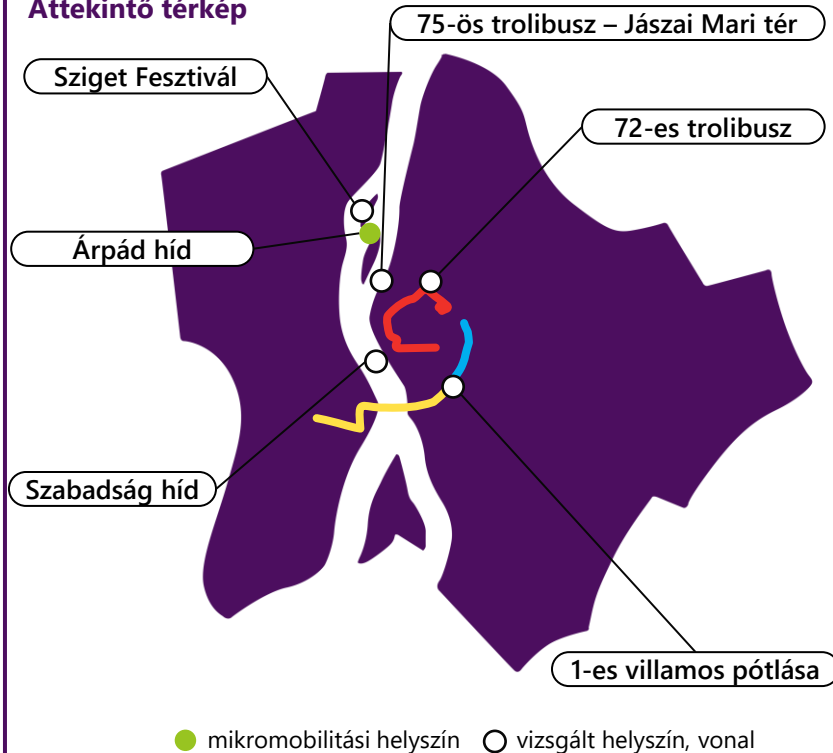 Áttekintő térkép
75-ös trolibusz – Jászai Mari tér
Sziget Fesztivál
72-es trolibusz
Árpád híd
Szabadság híd
1-es villamos pótlása
mikromobilitási helyszín
vizsgált helyszín, vonal